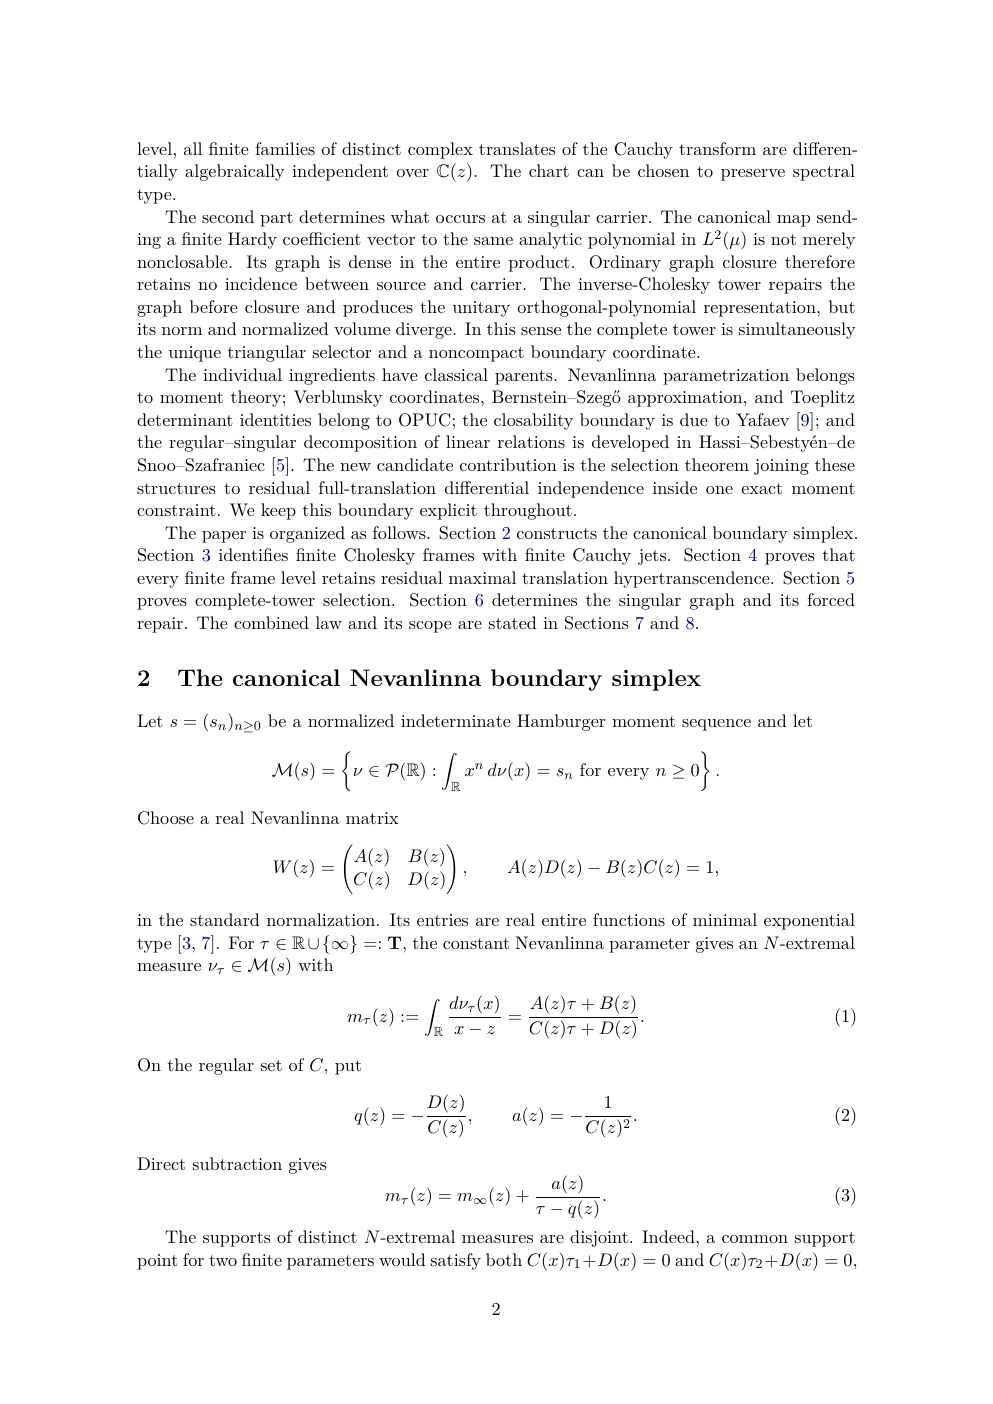 level, all finite families of distinct complex translates of the Cauchy transform are differen-
tially algebraically independent over ℂ(z). The chart can be chosen to preserve spectral
type.
The second part determines what occurs at a singular carrier. The canonical map send-
ing a finite Hardy coefficient vector to the same analytic polynomial in L²(μ) is not merely
nonclosable. Its graph is dense in the entire product. Ordinary graph closure therefore
retains no incidence between source and carrier. The inverse-Cholesky tower repairs the
graph before closure and produces the unitary orthogonal-polynomial representation, but
its norm and normalized volume diverge. In this sense the complete tower is simultaneously
the unique triangular selector and a noncompact boundary coordinate.
The individual ingredients have classical parents. Nevanlinna parametrization belongs
to moment theory; Verblunsky coordinates, Bernstein–Szegő approximation, and Toeplitz
determinant identities belong to OPUC; the closability boundary is due to Yafaev [9]; and
the regular–singular decomposition of linear relations is developed in Hassi–Sebestyén–de
Snoo–Szafraniec [5]. The new candidate contribution is the selection theorem joining these
structures to residual full-translation differential independence inside one exact moment
constraint. We keep this boundary explicit throughout.
The paper is organized as follows. Section 2 constructs the canonical boundary simplex.
Section 3 identifies finite Cholesky frames with finite Cauchy jets. Section 4 proves that
every finite frame level retains residual maximal translation hypertranscendence. Section 5
proves complete-tower selection. Section 6 determines the singular graph and its forced
repair. The combined law and its scope are stated in Sections 7 and 8.
2 The canonical Nevanlinna boundary simplex
Let s = (sₙ)ₙ≥₀ be a normalized indeterminate Hamburger moment sequence and let
ℳ(s) = {ν ∈ 𝒫(ℝ) : ∫_ℝ xⁿ dν(x) = sₙ for every n ≥ 0} .
Choose a real Nevanlinna matrix
W(z) = (A(z) B(z) / C(z) D(z)), A(z)D(z) − B(z)C(z) = 1,
in the standard normalization. Its entries are real entire functions of minimal exponential
type [3, 7]. For τ ∈ ℝ∪{∞} =: 𝐓, the constant Nevanlinna parameter gives an N-extremal
measure ν_τ ∈ ℳ(s) with
m_τ(z) := ∫_ℝ dν_τ(x) / (x − z) = (A(z)τ + B(z)) / (C(z)τ + D(z)). (1)
On the regular set of C, put
q(z) = −D(z)/C(z), a(z) = −1/C(z)². (2)
Direct subtraction gives
m_τ(z) = m_∞(z) + a(z) / (τ − q(z)). (3)
The supports of distinct N-extremal measures are disjoint. Indeed, a common support
point for two finite parameters would satisfy both C(x)τ₁+D(x) = 0 and C(x)τ₂+D(x) = 0,
2